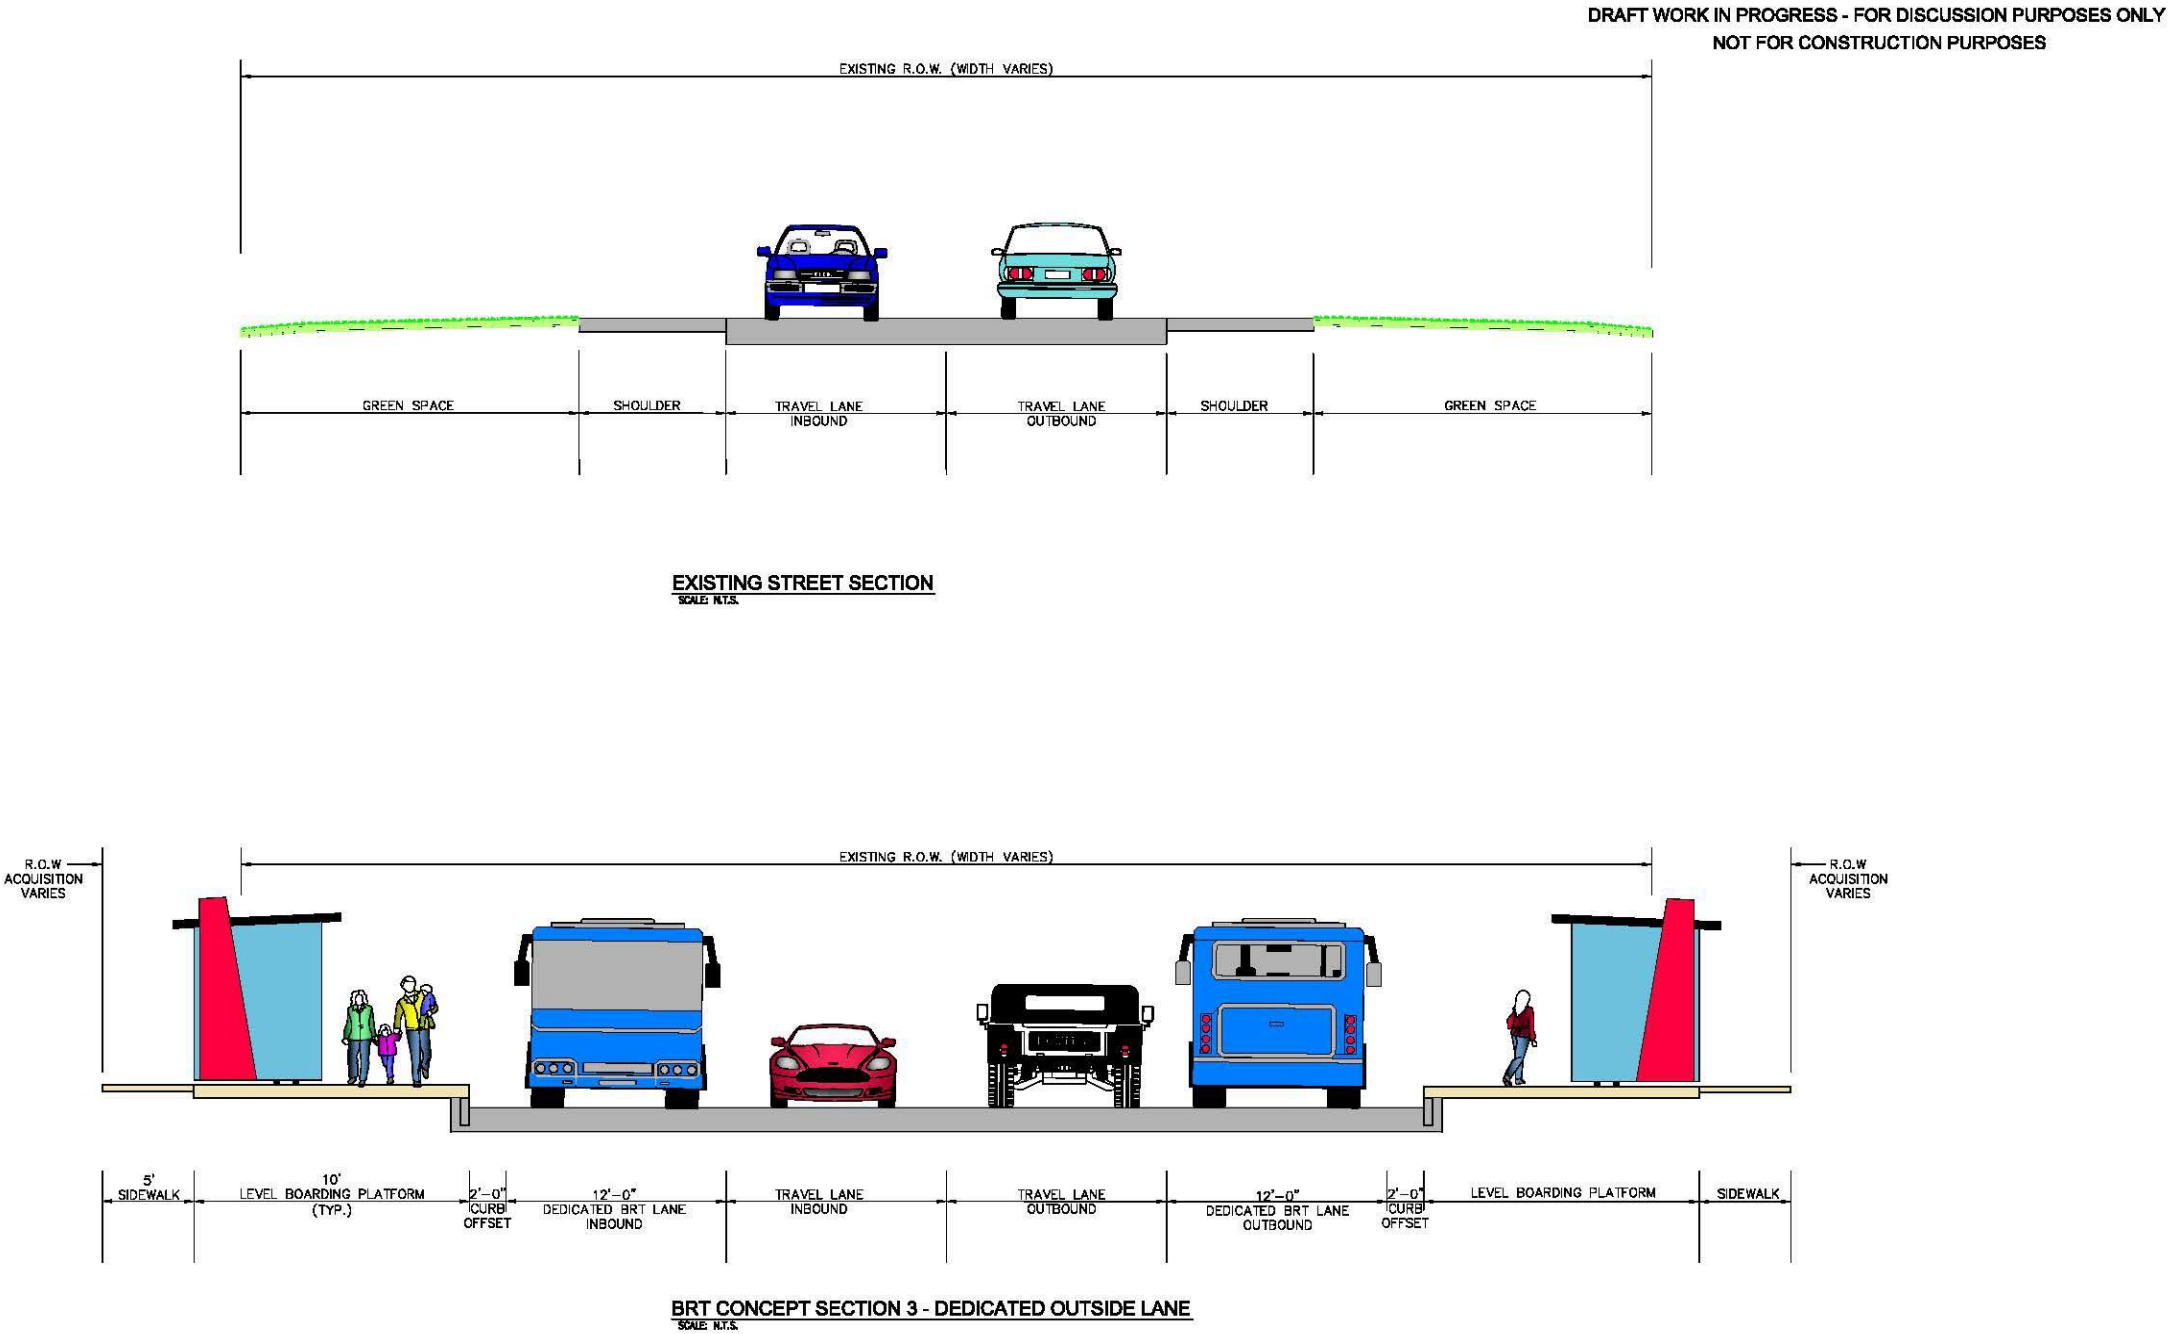 DRAFT WORK IN PROGRESS - FOR DISCUSSION PURPOSES ONLY
NOT FOR CONSTRUCTION PURPOSES
EXISTING R.O.W. (WIDTH VARIES)
GREEN SPACE
SHOULDER
TRAVEL LANE
INBOUND
TRAVEL LANE
OUTBOUND
SHOULDER
GREEN SPACE
EXISTING STREET SECTION
SCALE: N.T.S.
R.O.W
ACQUISITION
VARIES
EXISTING R.O.W. (WIDTH VARIES)
R.O.W
ACQUISITION
VARIES
5'
SIDEWALK
10'
LEVEL BOARDING PLATFORM
(TYP.)
2'-0"
CURB
OFFSET
12'-0"
DEDICATED BRT LANE
INBOUND
TRAVEL LANE
INBOUND
TRAVEL LANE
OUTBOUND
12'-0"
DEDICATED BRT LANE
OUTBOUND
2'-0"
CURB
OFFSET
LEVEL BOARDING PLATFORM
SIDEWALK
BRT CONCEPT SECTION 3 - DEDICATED OUTSIDE LANE
SCALE: N.T.S.